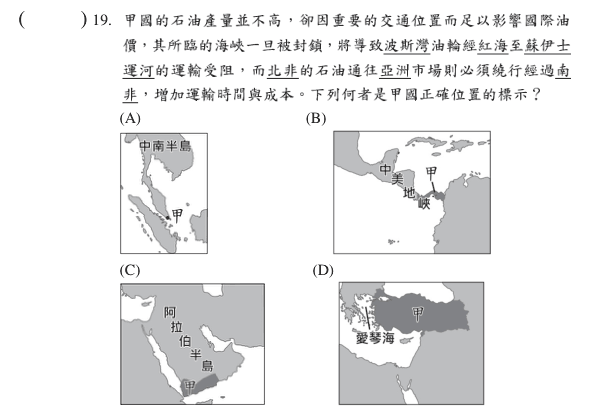 (　　) 19. 甲國的石油產量並不高，卻因重要的交通位置而足以影響國際油
價，其所臨的海峽一旦被封鎖，將導致波斯灣油輪經紅海至蘇伊士
運河的運輸受阻，而北非的石油通往亞洲市場則必須繞行經過南
非，增加運輸時間與成本。下列何者是甲國正確位置的標示？
(A)
中南半島
甲
(B)
中美地峽
甲
(C)
阿拉伯半島
甲
(D)
甲
愛琴海